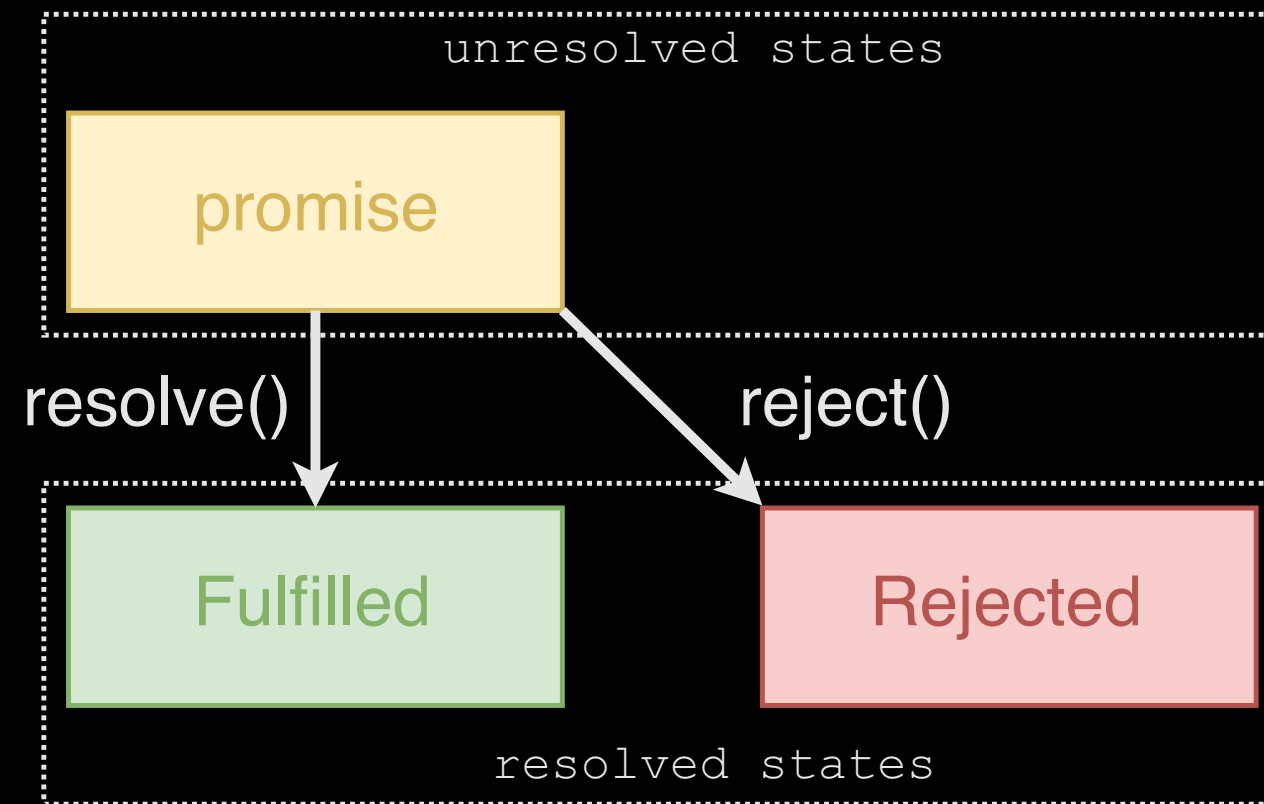 unresolved states
promise
resolve()
reject()
Fulfilled
Rejected
resolved states